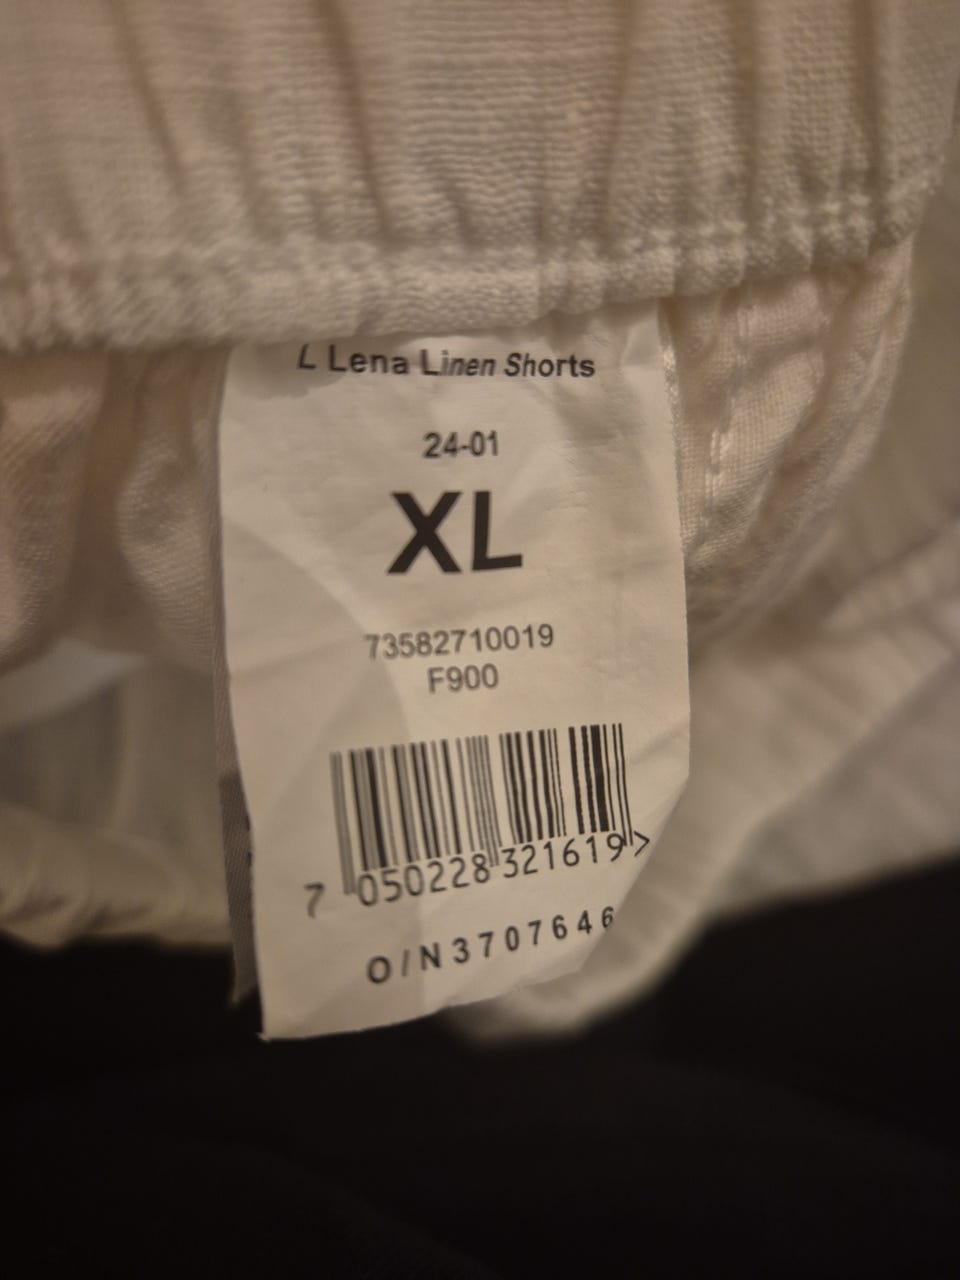 L Lena Linen Shorts
24-01
XL
73582710019
F900
7 050228 321619 >
O/N3707646